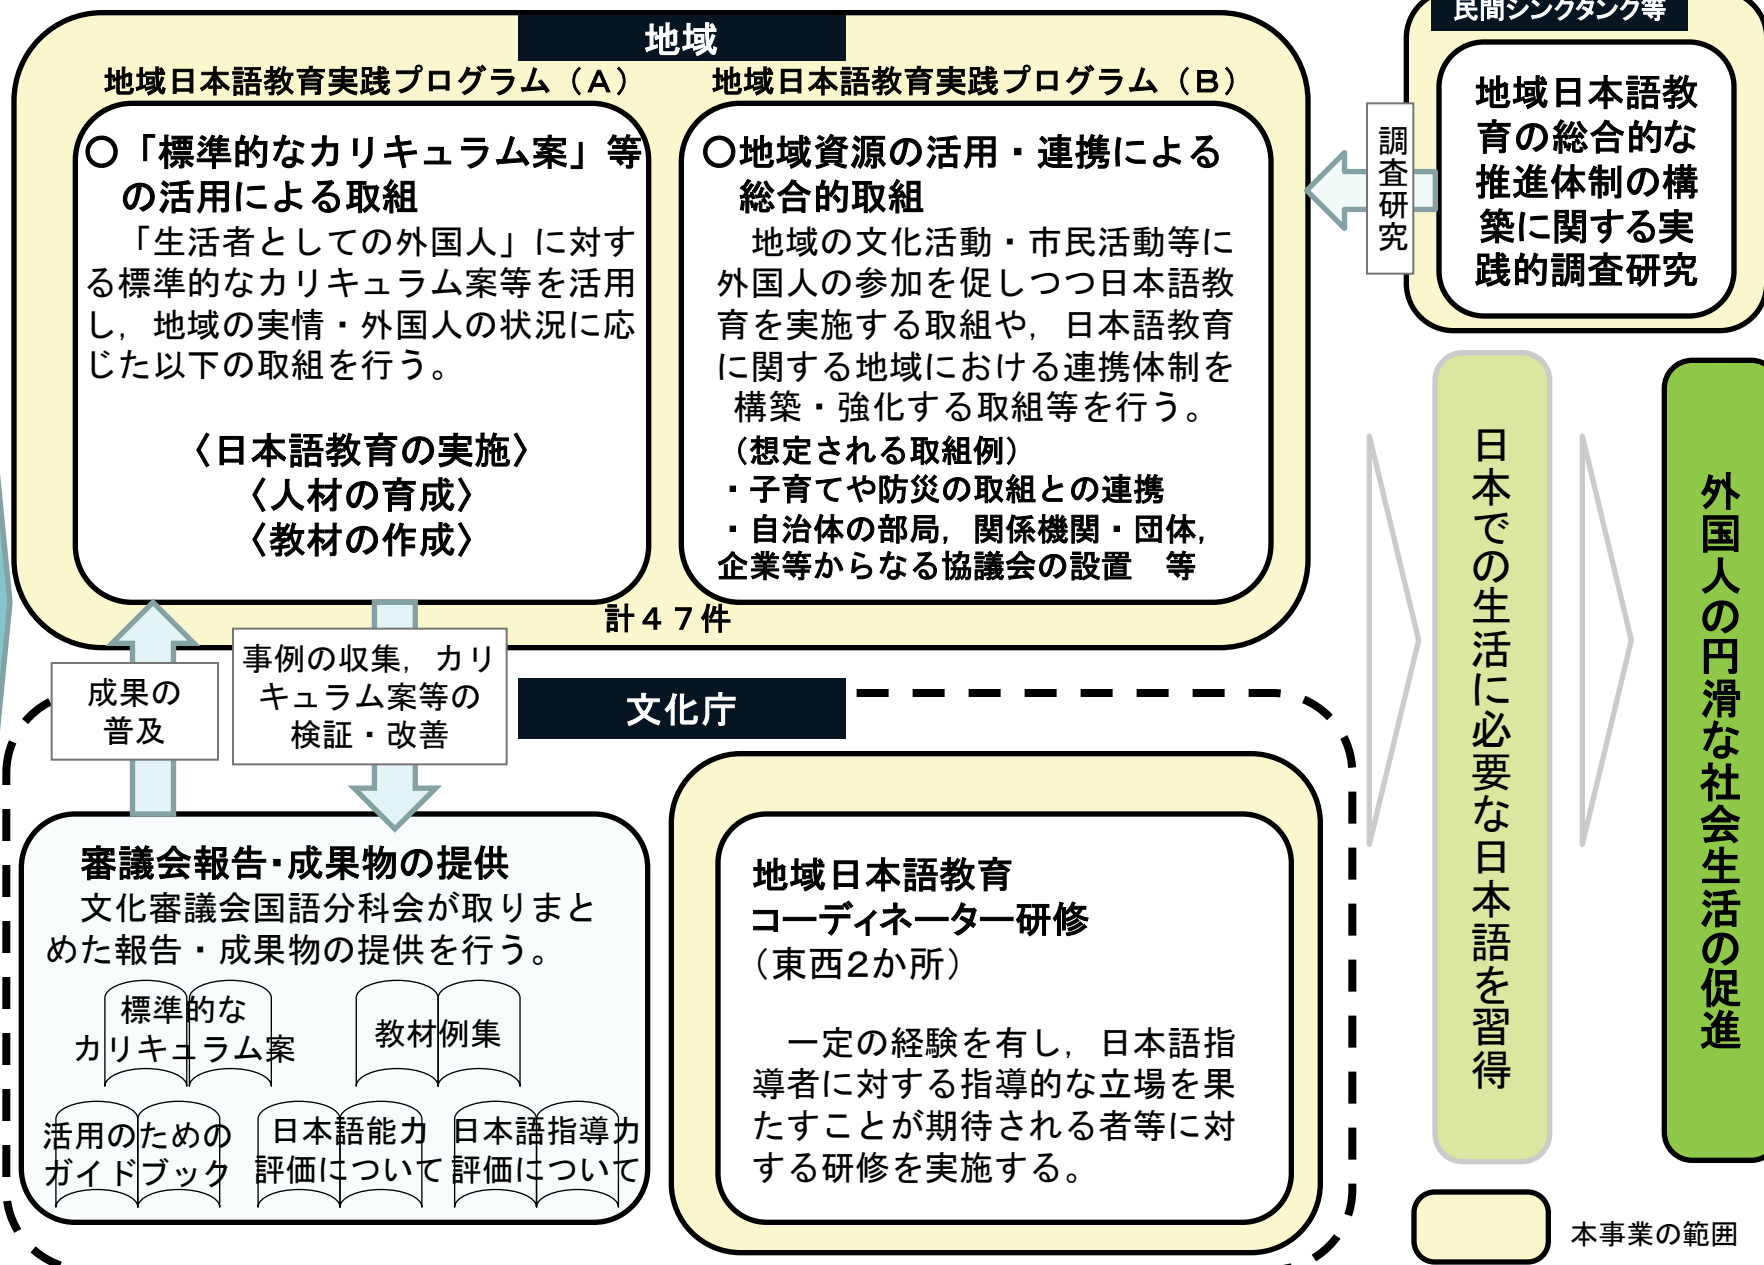 地域
地域日本語教育実践プログラム（A）
〇「標準的なカリキュラム案」等
の活用による取組
「生活者としての外国人」に対す
る標準的なカリキュラム案等を活用
し，地域の実情・外国人の状況に応
じた以下の取組を行う。
〈日本語教育の実施〉
〈人材の育成〉
〈教材の作成〉
地域日本語教育実践プログラム（B）
〇地域資源の活用・連携による
総合的取組
地域の文化活動・市民活動等に
外国人の参加を促しつつ日本語教
育を実施する取組や，日本語教育
に関する地域における連携体制を
構築・強化する取組等を行う。
（想定される取組例）
・子育てや防災の取組との連携
・自治体の部局，関係機関・団体，
企業等からなる協議会の設置　等
計４７件
民間シンクタンク等
地域日本語教
育の総合的な
推進体制の構
築に関する実
践的調査研究
調査研究
成果の
普及
事例の収集，カリ
キュラム案等の
検証・改善
文化庁
審議会報告・成果物の提供
文化審議会国語分科会が取りまと
めた報告・成果物の提供を行う。
標準的な
カリキュラム案
教材例集
活用のための
ガイドブック
日本語能力
評価について
日本語指導力
評価について
地域日本語教育
コーディネーター研修
（東西2か所）
一定の経験を有し，日本語指
導者に対する指導的な立場を果
たすことが期待される者等に対
する研修を実施する。
日本での生活に必要な日本語を習得
外国人の円滑な社会生活の促進
本事業の範囲